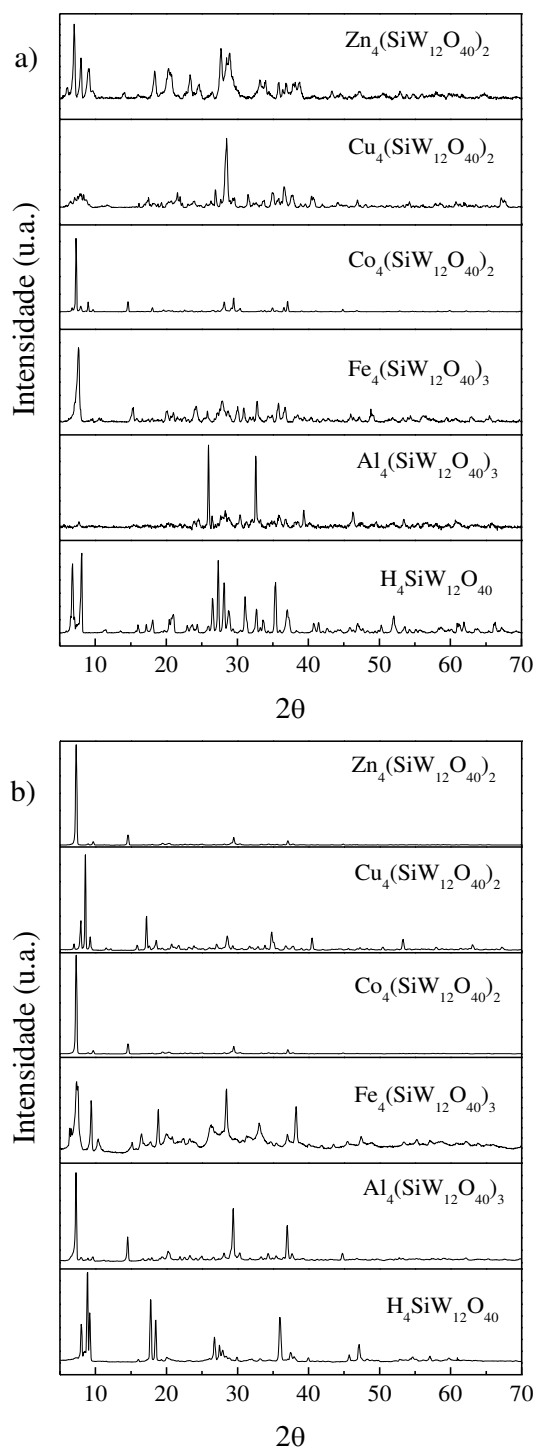 a)
Zn₄(SiW₁₂O₄₀)₂
Cu₄(SiW₁₂O₄₀)₂
Co₄(SiW₁₂O₄₀)₂
Fe₄(SiW₁₂O₄₀)₃
Al₄(SiW₁₂O₄₀)₃
H₄SiW₁₂O₄₀
Intensidade (u.a.)
10 20 30 40 50 60 70
2θ
b)
Zn₄(SiW₁₂O₄₀)₂
Cu₄(SiW₁₂O₄₀)₂
Co₄(SiW₁₂O₄₀)₂
Fe₄(SiW₁₂O₄₀)₃
Al₄(SiW₁₂O₄₀)₃
H₄SiW₁₂O₄₀
Intensidade (u.a.)
10 20 30 40 50 60 70
2θ